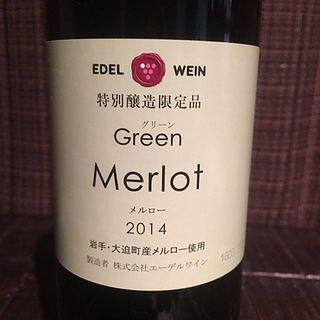 EDEL WEIN
特別醸造限定品
グリーン
Green
Merlot
メルロー
2014
岩手・大迫町産メルロー使用
製造者 株式会社エーデルワイン